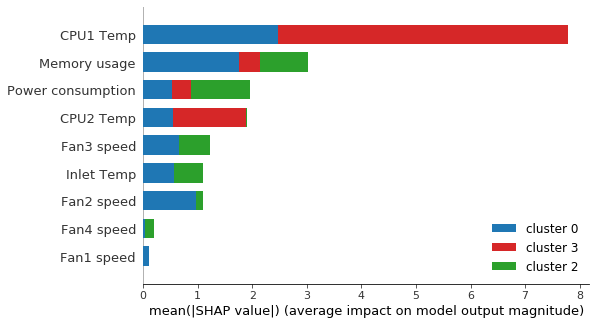 CPU1 Temp
Memory usage
Power consumption
CPU2 Temp
Fan3 speed
Inlet Temp
Fan2 speed
Fan4 speed
Fan1 speed
cluster 0
cluster 3
cluster 2
0 1 2 3 4 5 6 7 8
mean(|SHAP value|) (average impact on model output magnitude)